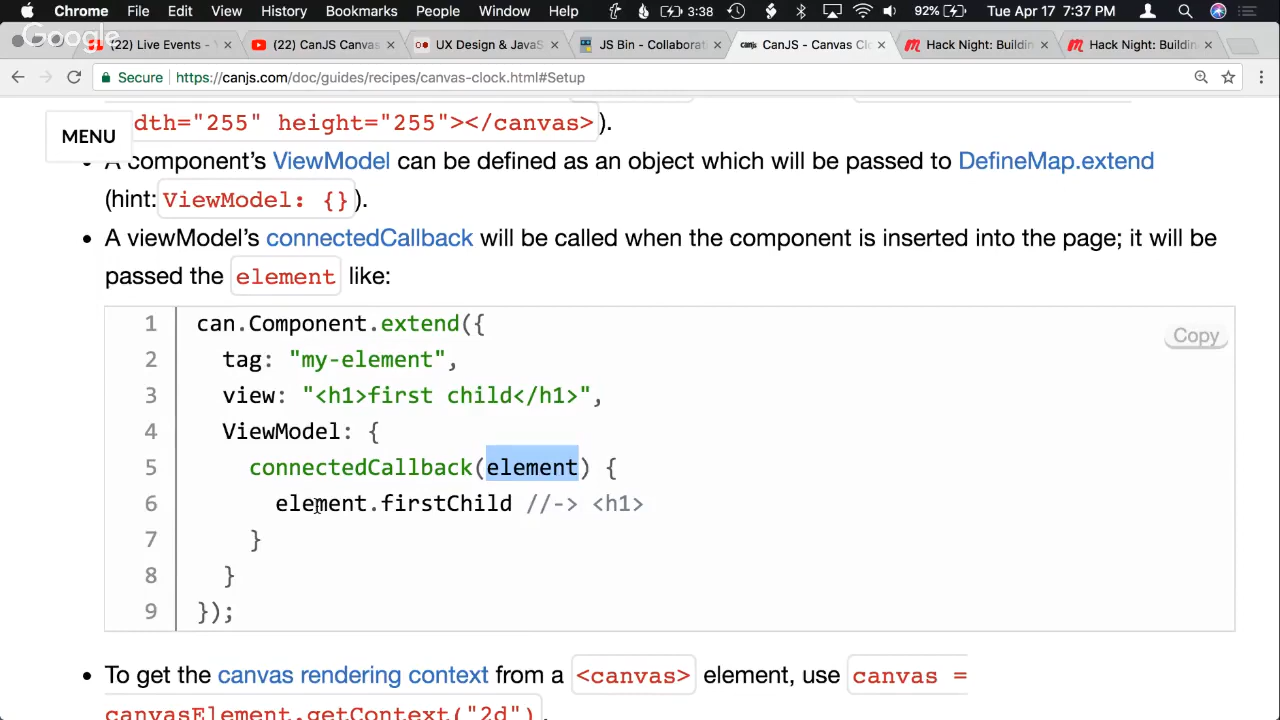 Chrome File Edit View History Bookmarks People Window Help 3:38 92% Tue Apr 17 7:37 PM
Google
(22) Live Events - Y (22) CanJS Canvas UX Design & JavaS JS Bin - Collaborati CanJS - Canvas Clo Hack Night: Building Hack Night: Building
Secure https://canjs.com/doc/guides/recipes/canvas-clock.html#Setup
MENU
dth="255" height="255"></canvas>).
• A component's ViewModel can be defined as an object which will be passed to DefineMap.extend
(hint: ViewModel: {}).
• A viewModel's connectedCallback will be called when the component is inserted into the page; it will be
passed the element like:
Copy
1 can.Component.extend({
2 tag: "my-element",
3 view: "<h1>first child</h1>",
4 ViewModel: {
5 connectedCallback(element) {
6 element.firstChild //-> <h1>
7 }
8 }
9 });
• To get the canvas rendering context from a <canvas> element, use canvas =
canvasElement.getContext("2d").